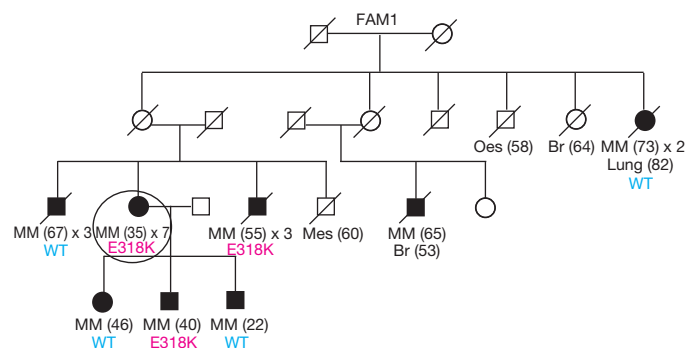 FAM1
Oes (58) Br (64) MM (73) x 2
Lung (82)
WT
MM (67) x 3 MM (35) x 7 MM (55) x 3 Mes (60) MM (65)
WT E318K E318K Br (53)
MM (46) MM (40) MM (22)
WT E318K WT